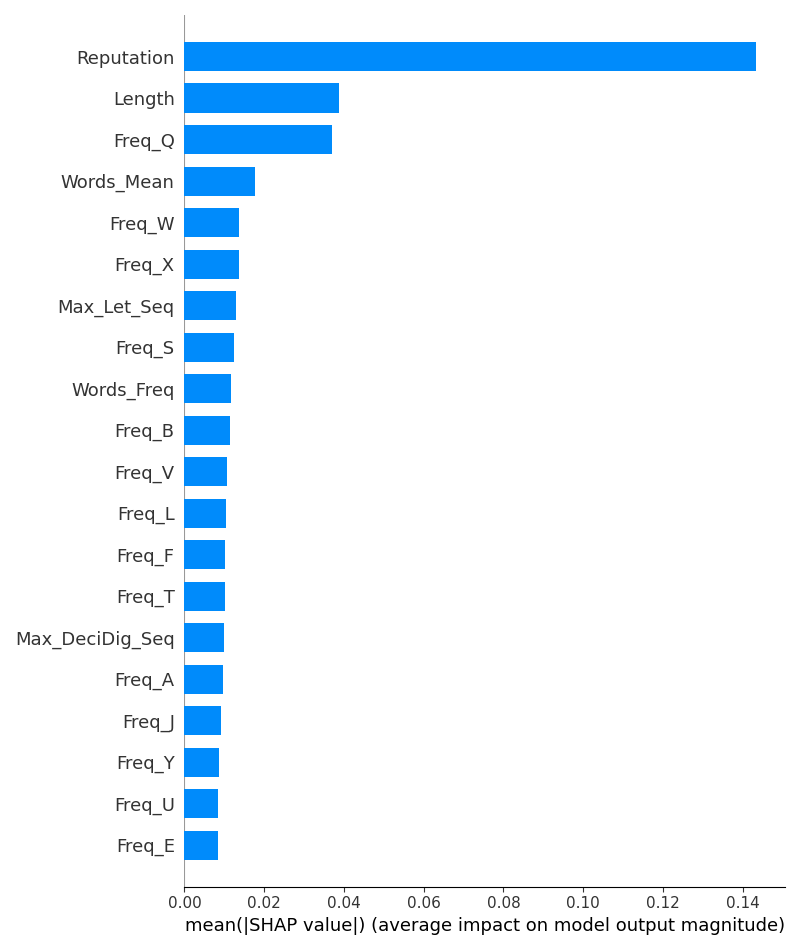 Reputation
Length
Freq_Q
Words_Mean
Freq_W
Freq_X
Max_Let_Seq
Freq_S
Words_Freq
Freq_B
Freq_V
Freq_L
Freq_F
Freq_T
Max_DeciDig_Seq
Freq_A
Freq_J
Freq_Y
Freq_U
Freq_E
0.00 0.02 0.04 0.06 0.08 0.10 0.12 0.14
mean(|SHAP value|) (average impact on model output magnitude)